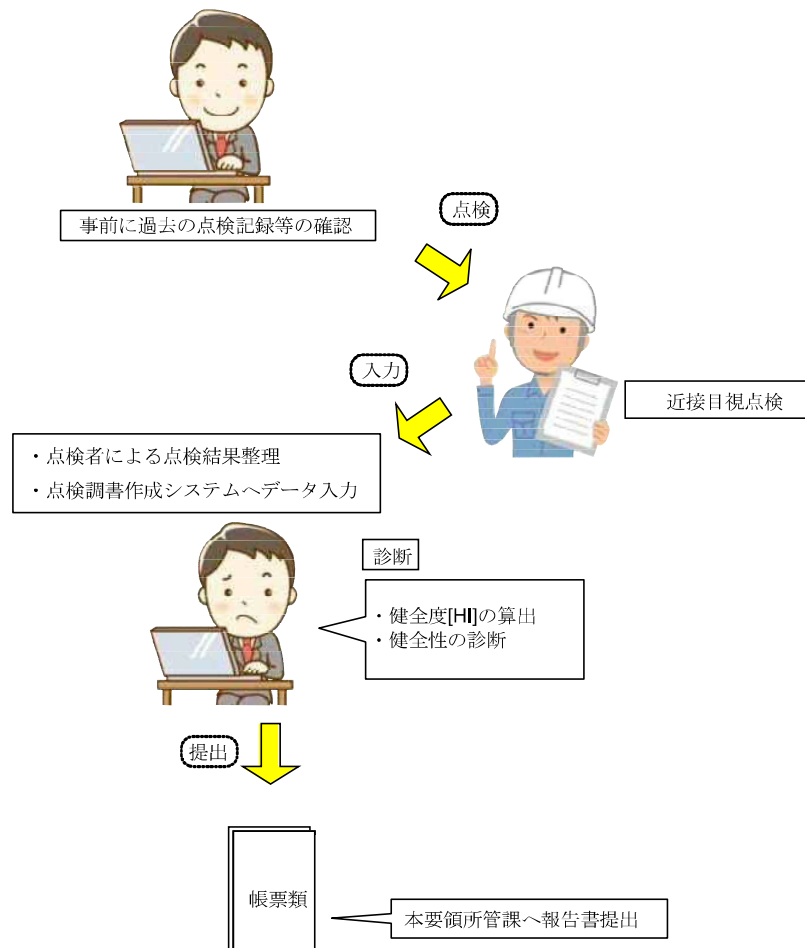 事前に過去の点検記録等の確認
点検
近接目視点検
入力
・点検者による点検結果整理
・点検調書作成システムへデータ入力
診断
・健全度[HI]の算出
・健全性の診断
提出
帳票類
本要領所管課へ報告書提出